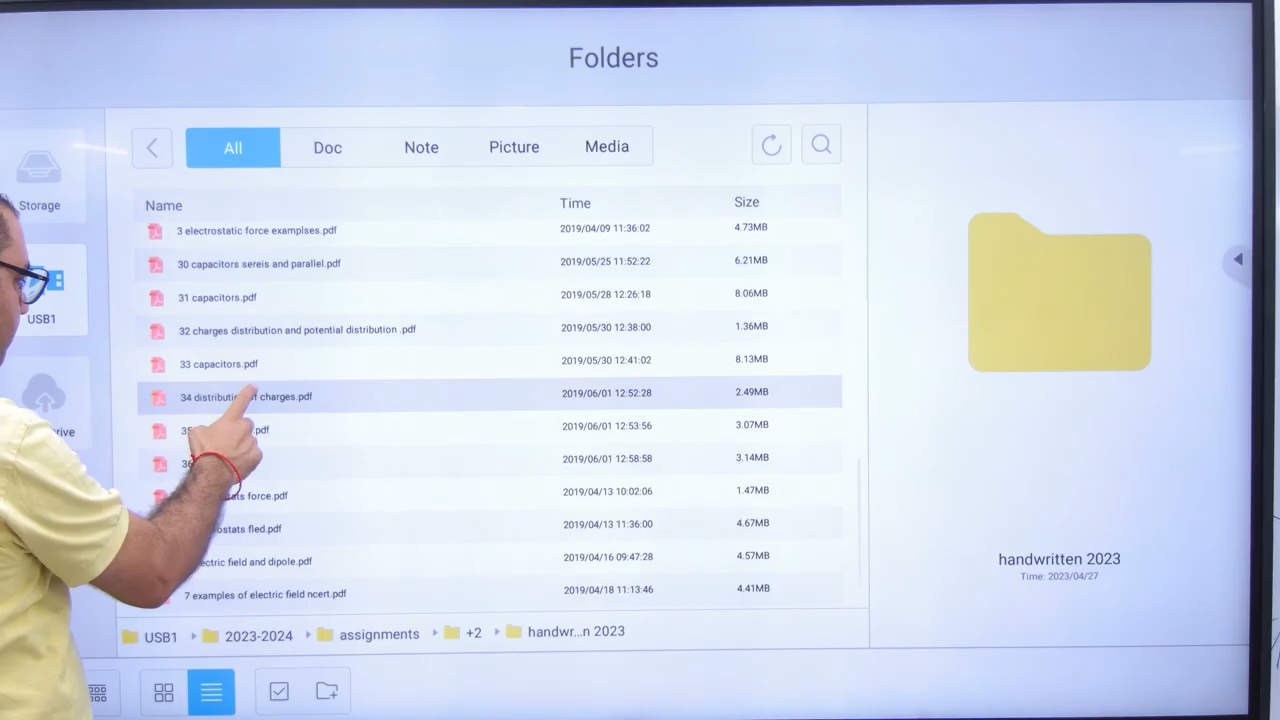 Folders
All Doc Note Picture Media
Storage
USB1
Name Time Size
3 electrostatic force examplses.pdf 2019/04/09 11:36:02 4.73MB
30 capacitors sereis and parallel.pdf 2019/05/25 11:52:22 6.21MB
31 capacitors.pdf 2019/05/28 12:26:18 8.06MB
32 charges distribution and potential distribution .pdf 2019/05/30 12:38:00 1.36MB
33 capacitors.pdf 2019/05/30 12:41:02 8.13MB
34 charges.pdf 2019/06/01 12:52:28 2.49MB
.pdf 2019/06/01 12:53:56 3.07MB
2019/06/01 12:58:58 3.14MB
force.pdf 2019/04/13 10:02:06 1.47MB
fled.pdf 2019/04/13 11:36:00 4.67MB
field and dipole.pdf 2019/04/16 09:47:28 4.57MB
7 examples of electric field ncert.pdf 2019/04/18 11:13:46 4.41MB
handwritten 2023
Time: 2023/04/27
USB1 2023-2024 assignments +2 handwr...n 2023